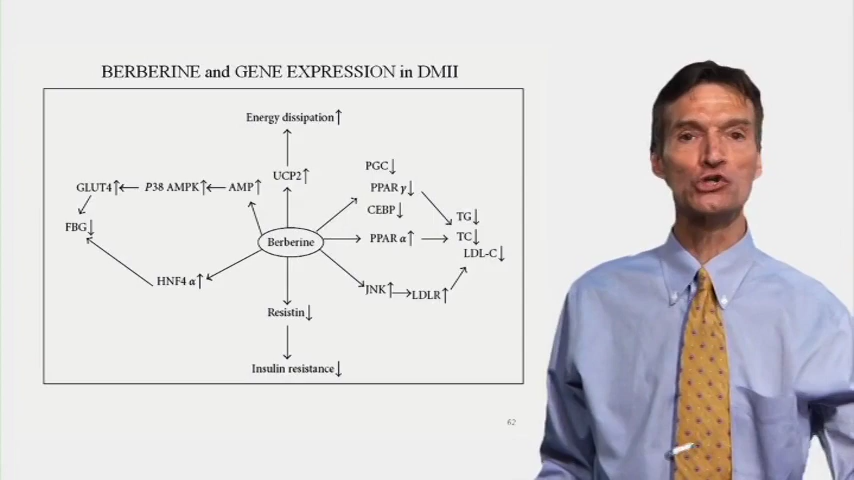 BERBERINE and GENE EXPRESSION in DMII
Energy dissipation↑
PGC↓
UCP2↑
GLUT4↑ ← P38 AMPK↑ ← AMP↑
PPAR γ↓
CEBP↓
TG↓
FBG↓
Berberine
PPAR α↑
TC↓
LDL-C↓
HNF4 α↑
JNK↑ → LDLR↑
Resistin↓
Insulin resistance↓
62